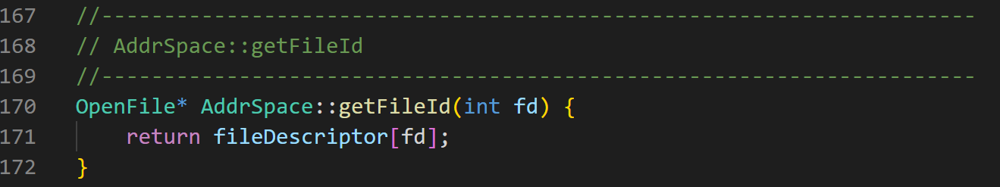 167 //----------------------------------------------------------------------
168 // AddrSpace::getFileId
169 //----------------------------------------------------------------------
170 OpenFile* AddrSpace::getFileId(int fd) {
171     return fileDescriptor[fd];
172 }